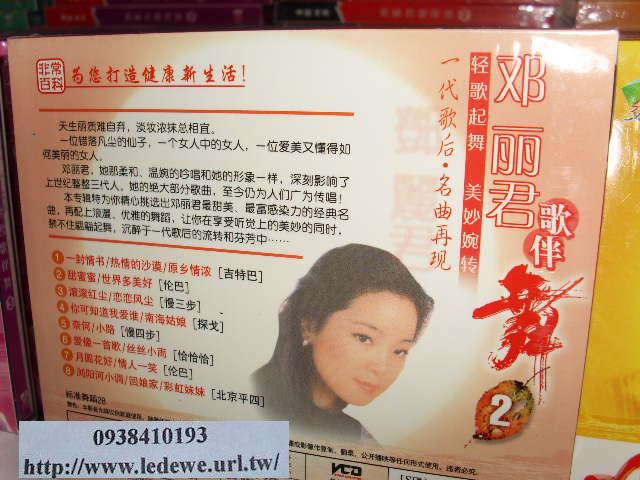 非常
百科
为您打造健康新生活！
天生丽质难自弃，淡妆浓抹总相宜。
一位错落凡尘的仙子，一个女人中的女人，一位爱美又懂得如
何美丽的女人。
邓丽君，她那柔和、温婉的吟唱和她的形象一样，深刻影响了
上世纪整整三代人，她的绝大部分歌曲，至今仍为人们广为传唱！
本专辑特为你精心挑选出邓丽君最甜美、最富感染力的经典名
曲，再配上浪漫、优雅的舞蹈，让你在享受听觉上的美妙的同时，
禁不住翩翩起舞，沉醉于一代歌后的流转和芬芳中……
1 一封情书/热情的沙漠/原乡情浓［吉特巴］
2 甜蜜蜜/世界多美好［伦巴］
3 滚滚红尘/恋恋风尘［慢三步］
4 你可知道我爱谁/南海姑娘［探戈］
5 奈何/小路［慢四步］
6 爱像一首歌/丝丝小雨［恰恰恰］
7 月圆花好/情人一笑［伦巴］
8 浏阳河小调/回娘家/彩虹妹妹［北京平四］
标准舞蹈28
邓丽君
歌伴
舞
2
轻歌起舞 美妙婉转
一代歌后·名曲再现
0938410193
http://www.ledewe.url.tw/
VCD